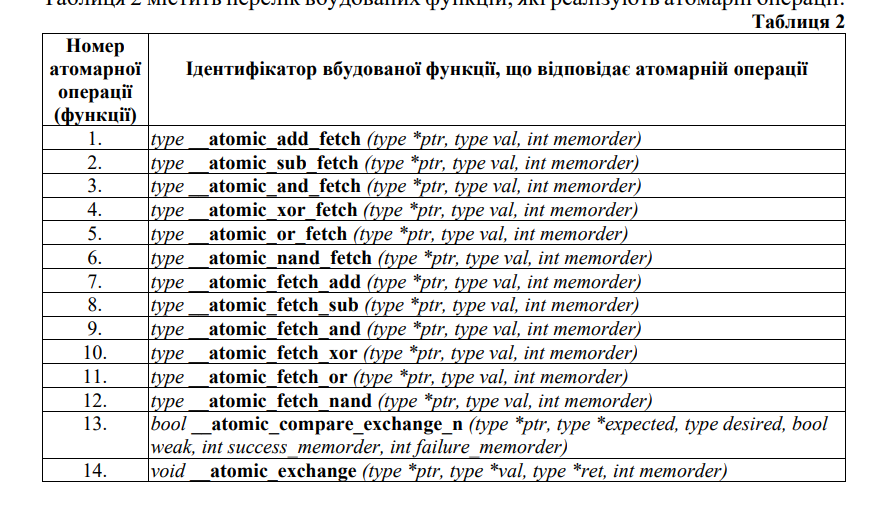 Таблиця 2 містить перелік вбудованих функцій, які реалізують атомарні операції.
Таблиця 2
Номер
атомарної
операції
(функції)
Ідентифікатор вбудованої функції, що відповідає атомарній операції
1. type __atomic_add_fetch (type *ptr, type val, int memorder)
2. type __atomic_sub_fetch (type *ptr, type val, int memorder)
3. type __atomic_and_fetch (type *ptr, type val, int memorder)
4. type __atomic_xor_fetch (type *ptr, type val, int memorder)
5. type __atomic_or_fetch (type *ptr, type val, int memorder)
6. type __atomic_nand_fetch (type *ptr, type val, int memorder)
7. type __atomic_fetch_add (type *ptr, type val, int memorder)
8. type __atomic_fetch_sub (type *ptr, type val, int memorder)
9. type __atomic_fetch_and (type *ptr, type val, int memorder)
10. type __atomic_fetch_xor (type *ptr, type val, int memorder)
11. type __atomic_fetch_or (type *ptr, type val, int memorder)
12. type __atomic_fetch_nand (type *ptr, type val, int memorder)
13. bool __atomic_compare_exchange_n (type *ptr, type *expected, type desired, bool
weak, int success_memorder, int failure_memorder)
14. void __atomic_exchange (type *ptr, type *val, type *ret, int memorder)